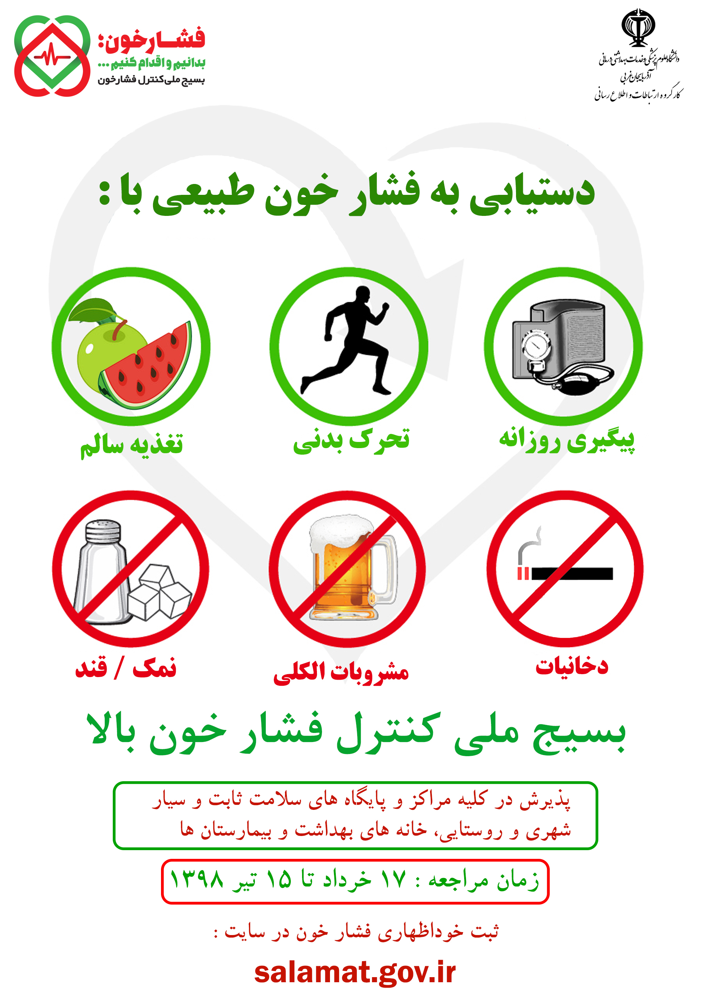 فشارخون؛
بدانیم و اقدام کنیم ...
بسیج ملی کنترل فشارخون
دانشگاه علوم پزشکی و خدمات بهداشتی درمانی
آذربایجان غربی
کارگروه ارتباطات و اطلاع رسانی
دستیابی به فشار خون طبیعی با :
پیگیری روزانه
تحرک بدنی
تغذیه سالم
دخانیات
مشروبات الکلی
نمک / قند
بسیج ملی کنترل فشار خون بالا
پذیرش در کلیه مراکز و پایگاه های سلامت ثابت و سیار
شهری و روستایی، خانه های بهداشت و بیمارستان ها
زمان مراجعه : ۱۷ خرداد تا ۱۵ تیر ۱۳۹۸
ثبت خوداظهاری فشار خون در سایت :
salamat.gov.ir